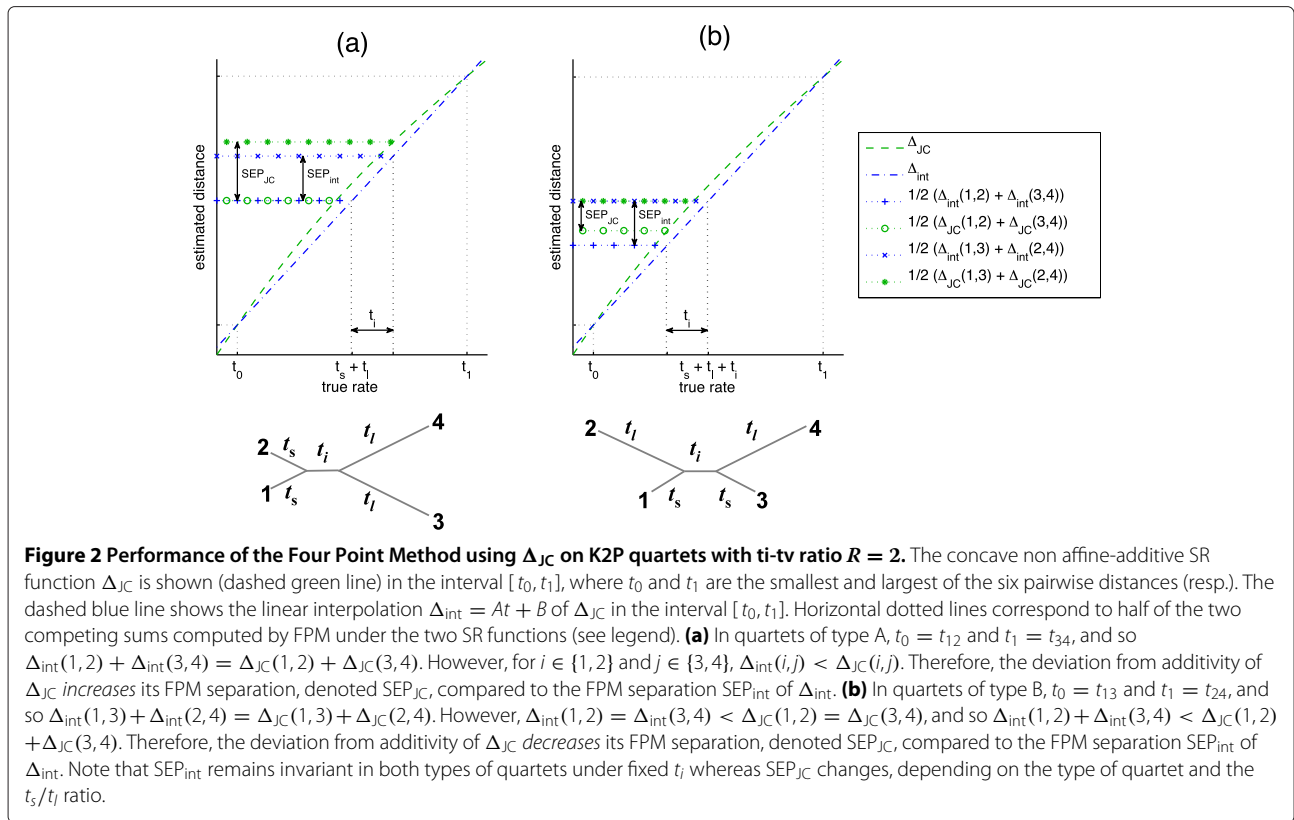 (a)
(b)
estimated distance
SEP_JC
SEP_int
t_i
t_0
t_s + t_l
t_1
true rate
estimated distance
SEP_JC
SEP_int
t_i
t_0
t_s + t_l + t_i
t_1
true rate
Δ_JC
Δ_int
1/2 (Δ_int(1,2) + Δ_int(3,4))
1/2 (Δ_JC(1,2) + Δ_JC(3,4))
1/2 (Δ_int(1,3) + Δ_int(2,4))
1/2 (Δ_JC(1,3) + Δ_JC(2,4))
2 t_s t_i t_l 4
1 t_s t_l 3
2 t_l t_i t_l 4
1 t_s t_s 3
Figure 2 Performance of the Four Point Method using Δ_JC on K2P quartets with ti-tv ratio R = 2. The concave non affine-additive SR
function Δ_JC is shown (dashed green line) in the interval [ t_0, t_1], where t_0 and t_1 are the smallest and largest of the six pairwise distances (resp.). The
dashed blue line shows the linear interpolation Δ_int = At + B of Δ_JC in the interval [ t_0, t_1]. Horizontal dotted lines correspond to half of the two
competing sums computed by FPM under the two SR functions (see legend). (a) In quartets of type A, t_0 = t_12 and t_1 = t_34, and so
Δ_int(1, 2) + Δ_int(3, 4) = Δ_JC(1, 2) + Δ_JC(3, 4). However, for i ∈ {1, 2} and j ∈ {3, 4}, Δ_int(i, j) < Δ_JC(i, j). Therefore, the deviation from additivity of
Δ_JC increases its FPM separation, denoted SEP_JC, compared to the FPM separation SEP_int of Δ_int. (b) In quartets of type B, t_0 = t_13 and t_1 = t_24, and
so Δ_int(1, 3) + Δ_int(2, 4) = Δ_JC(1, 3) + Δ_JC(2, 4). However, Δ_int(1, 2) = Δ_int(3, 4) < Δ_JC(1, 2) = Δ_JC(3, 4), and so Δ_int(1, 2) + Δ_int(3, 4) < Δ_JC(1, 2)
+Δ_JC(3, 4). Therefore, the deviation from additivity of Δ_JC decreases its FPM separation, denoted SEP_JC, compared to the FPM separation SEP_int of
Δ_int. Note that SEP_int remains invariant in both types of quartets under fixed t_i whereas SEP_JC changes, depending on the type of quartet and the
t_s/t_l ratio.